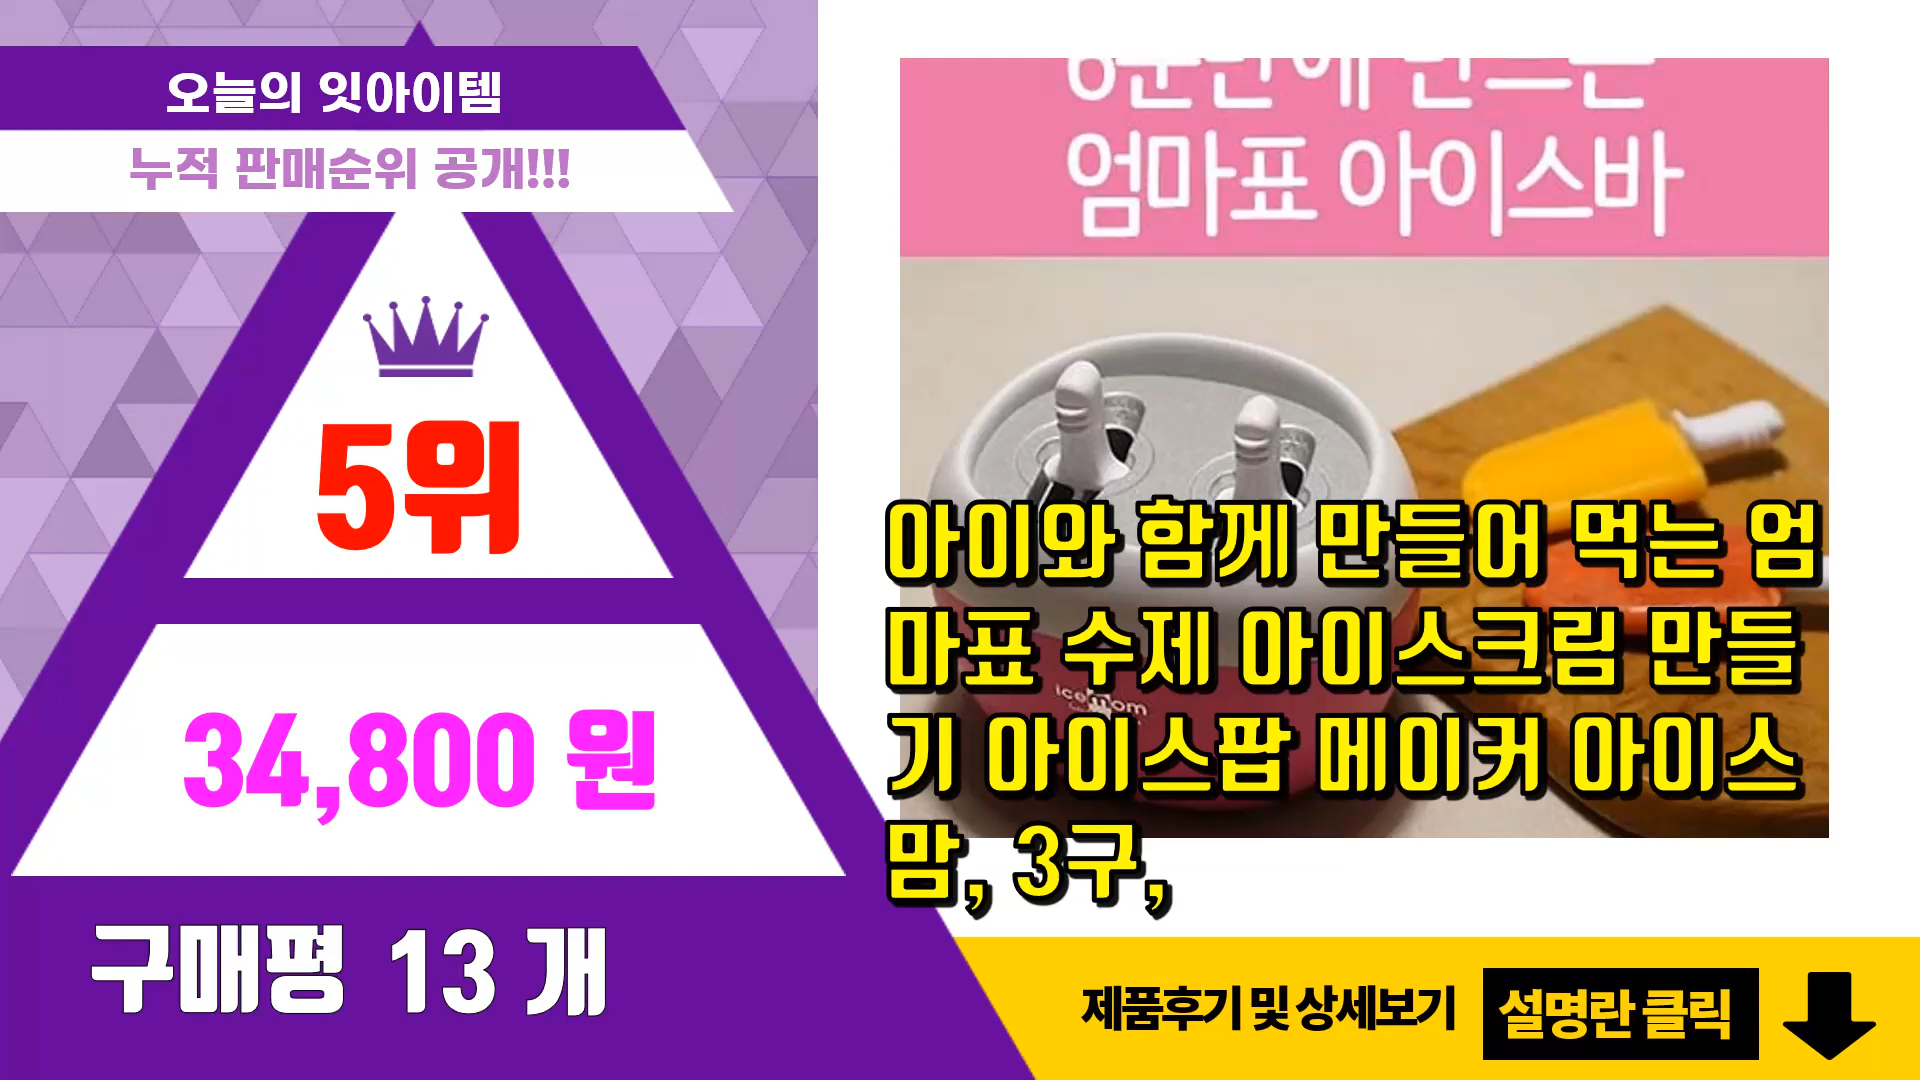 오늘의 잇아이템
누적 판매순위 공개!!!
5위
34,800 원
구매평 13 개
엄마표 아이스바
아이와 함께 만들어 먹는 엄
마표 수제 아이스크림 만들
기 아이스팝 메이커 아이스
맘, 3구,
제품후기 및 상세보기
설명란 클릭